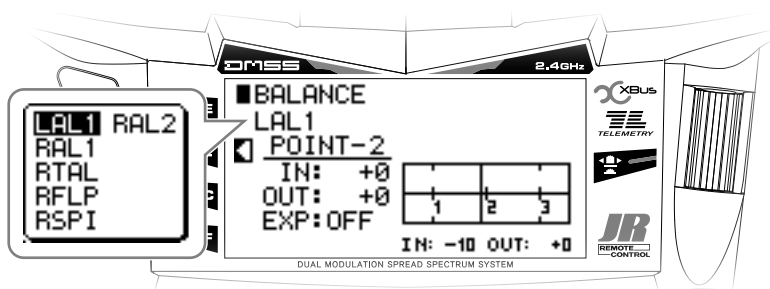 DMSS
2.4GHz
XBus
TELEMETRY
LAL1 RAL2
RAL1
RTAL
RFLP
RSPI
BALANCE
LAL1
POINT-2
IN: +0
OUT: +0
EXP:OFF
1 2 3
IN: -10 OUT: +0
JR
REMOTE
CONTROL
DUAL MODULATION SPREAD SPECTRUM SYSTEM